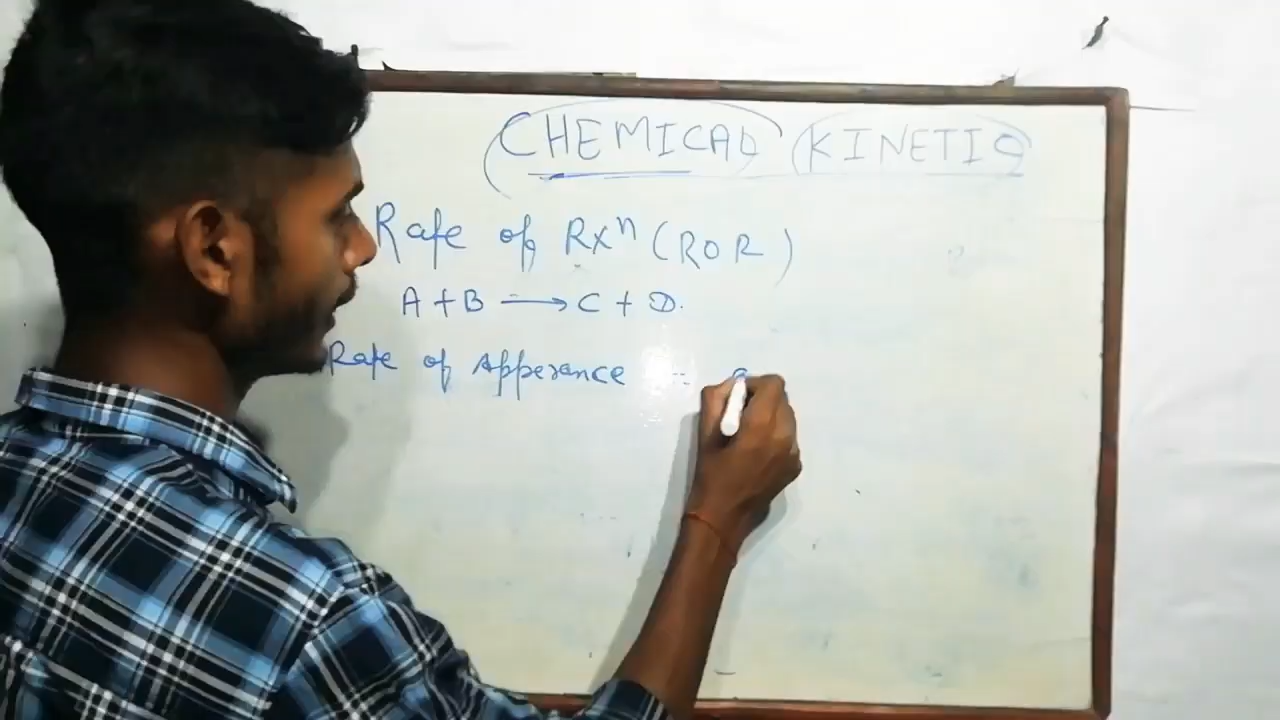 CHEMICAL KINETIC
Rate of Rxⁿ (ROR)
A + B ⟶ C + D.
Rate of Apperance =